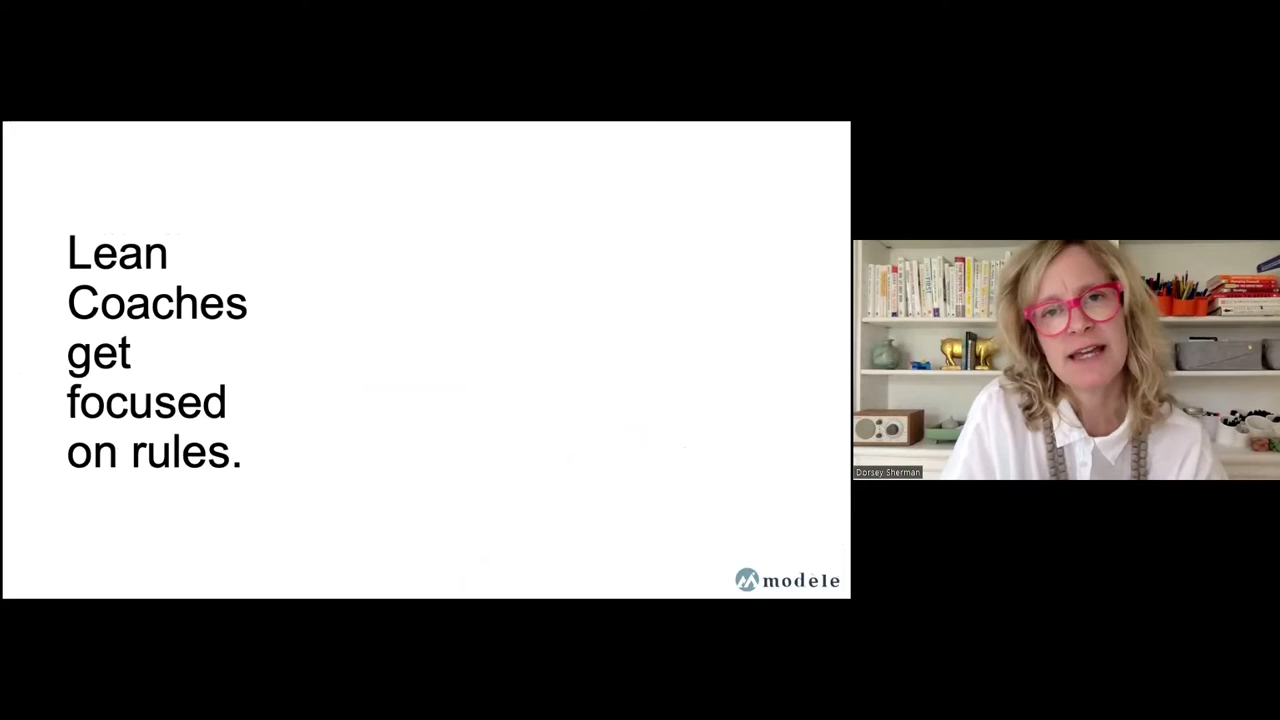 Lean
Coaches
get
focused
on rules.
modele
Dorsey Sherman